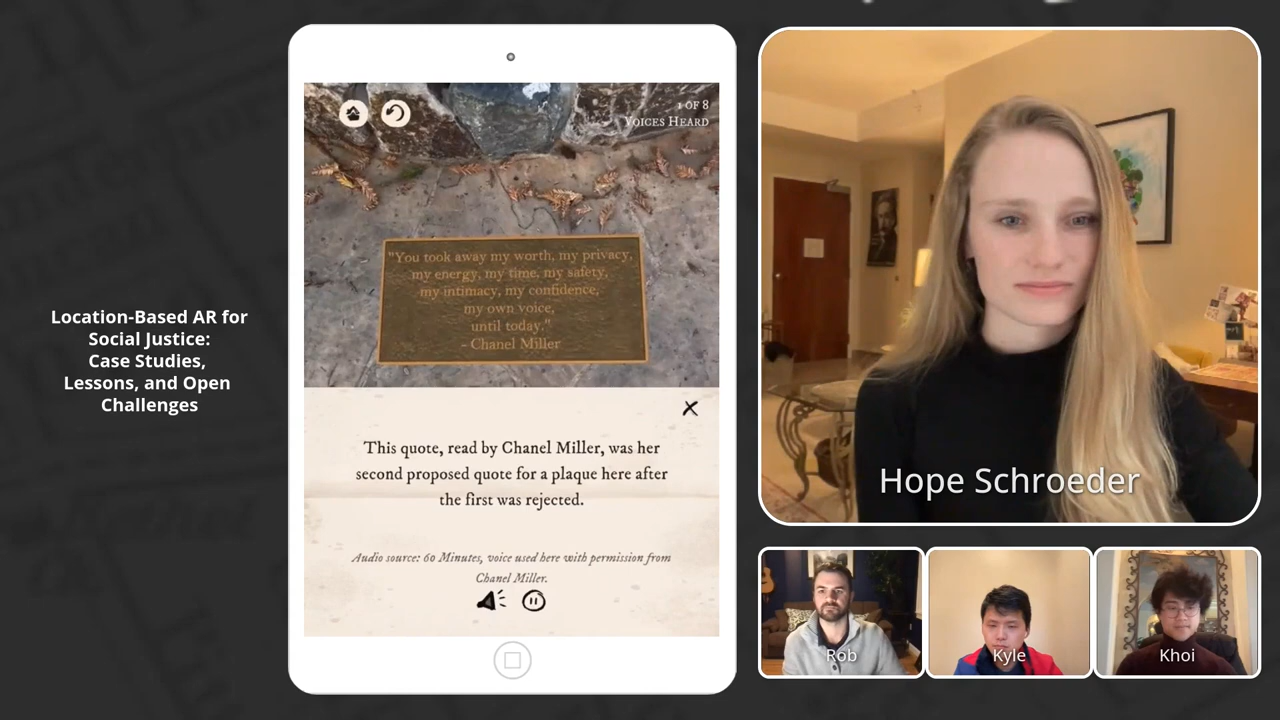 Location-Based AR for
Social Justice:
Case Studies,
Lessons, and Open
Challenges
1 OF 8
VOICES HEARD
"You took away my worth, my privacy,
my energy, my time, my safety,
my intimacy, my confidence,
my own voice,
until today."
- Chanel Miller
This quote, read by Chanel Miller, was her
second proposed quote for a plaque here after
the first was rejected.
Audio source: 60 Minutes, voice used here with permission from
Chanel Miller.
Hope Schroeder
Rob
Kyle
Khoi